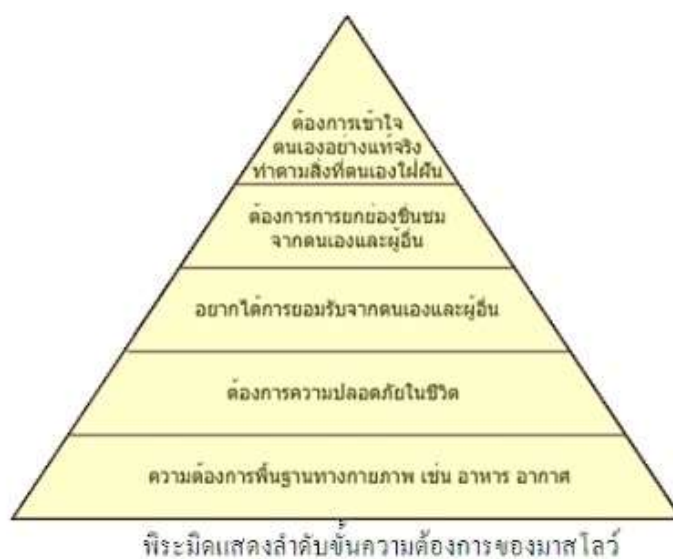 ต้องการเข้าใจ
ตนเองอย่างแท้จริง
ทำตามสิ่งที่ตนเองใฝ่ฝัน
ต้องการการยกย่องชื่นชม
จากตนเองและผู้อื่น
อยากได้การยอมรับจากตนเองและผู้อื่น
ต้องการความปลอดภัยในชีวิต
ความต้องการพื้นฐานทางกายภาพ เช่น อาหาร อากาศ
พีระมิดแสดงลำดับขั้นความต้องการของมาสโลว์